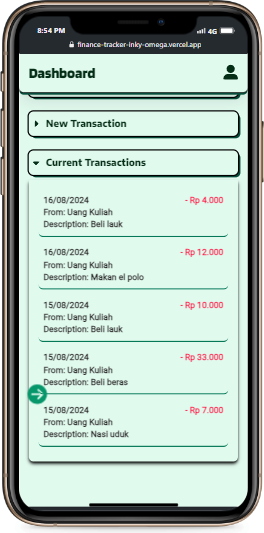 8:54 PM
4G
finance-tracker-inky-omega.vercel.app
Dashboard
New Transaction
Current Transactions
16/08/2024 - Rp 4.000
From: Uang Kuliah
Description: Beli lauk
16/08/2024 - Rp 12.000
From: Uang Kuliah
Description: Makan el polo
15/08/2024 - Rp 10.000
From: Uang Kuliah
Description: Beli lauk
15/08/2024 - Rp 33.000
From: Uang Kuliah
Description: Beli beras
15/08/2024 - Rp 7.000
From: Uang Kuliah
Description: Nasi uduk